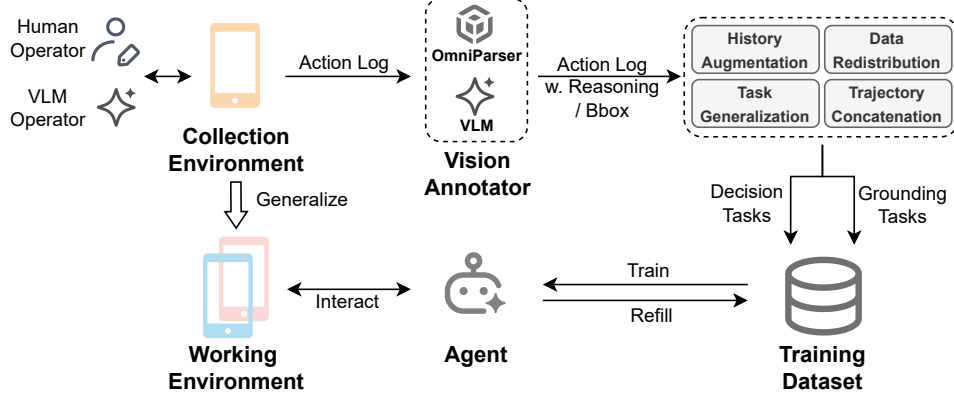 Human
Operator
VLM
Operator
Collection
Environment
Action Log
OmniParser
VLM
Vision
Annotator
Action Log
w. Reasoning
/ Bbox
History
Augmentation
Data
Redistribution
Task
Generalization
Trajectory
Concatenation
Generalize
Decision
Tasks
Grounding
Tasks
Working
Environment
Interact
Agent
Train
Refill
Training
Dataset